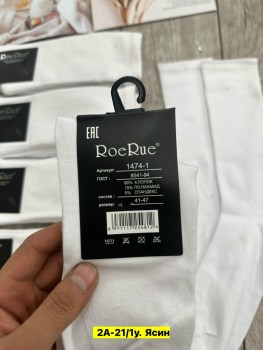 EAC
RoeRue®
Артикул: 1474-1
ГОСТ: 8541-94
80% ХЛОПОК
состав: 15% ПОЛИАМИД
5% СПАНДЕКС
размер: 41-47
2А-21/1у. Ясин